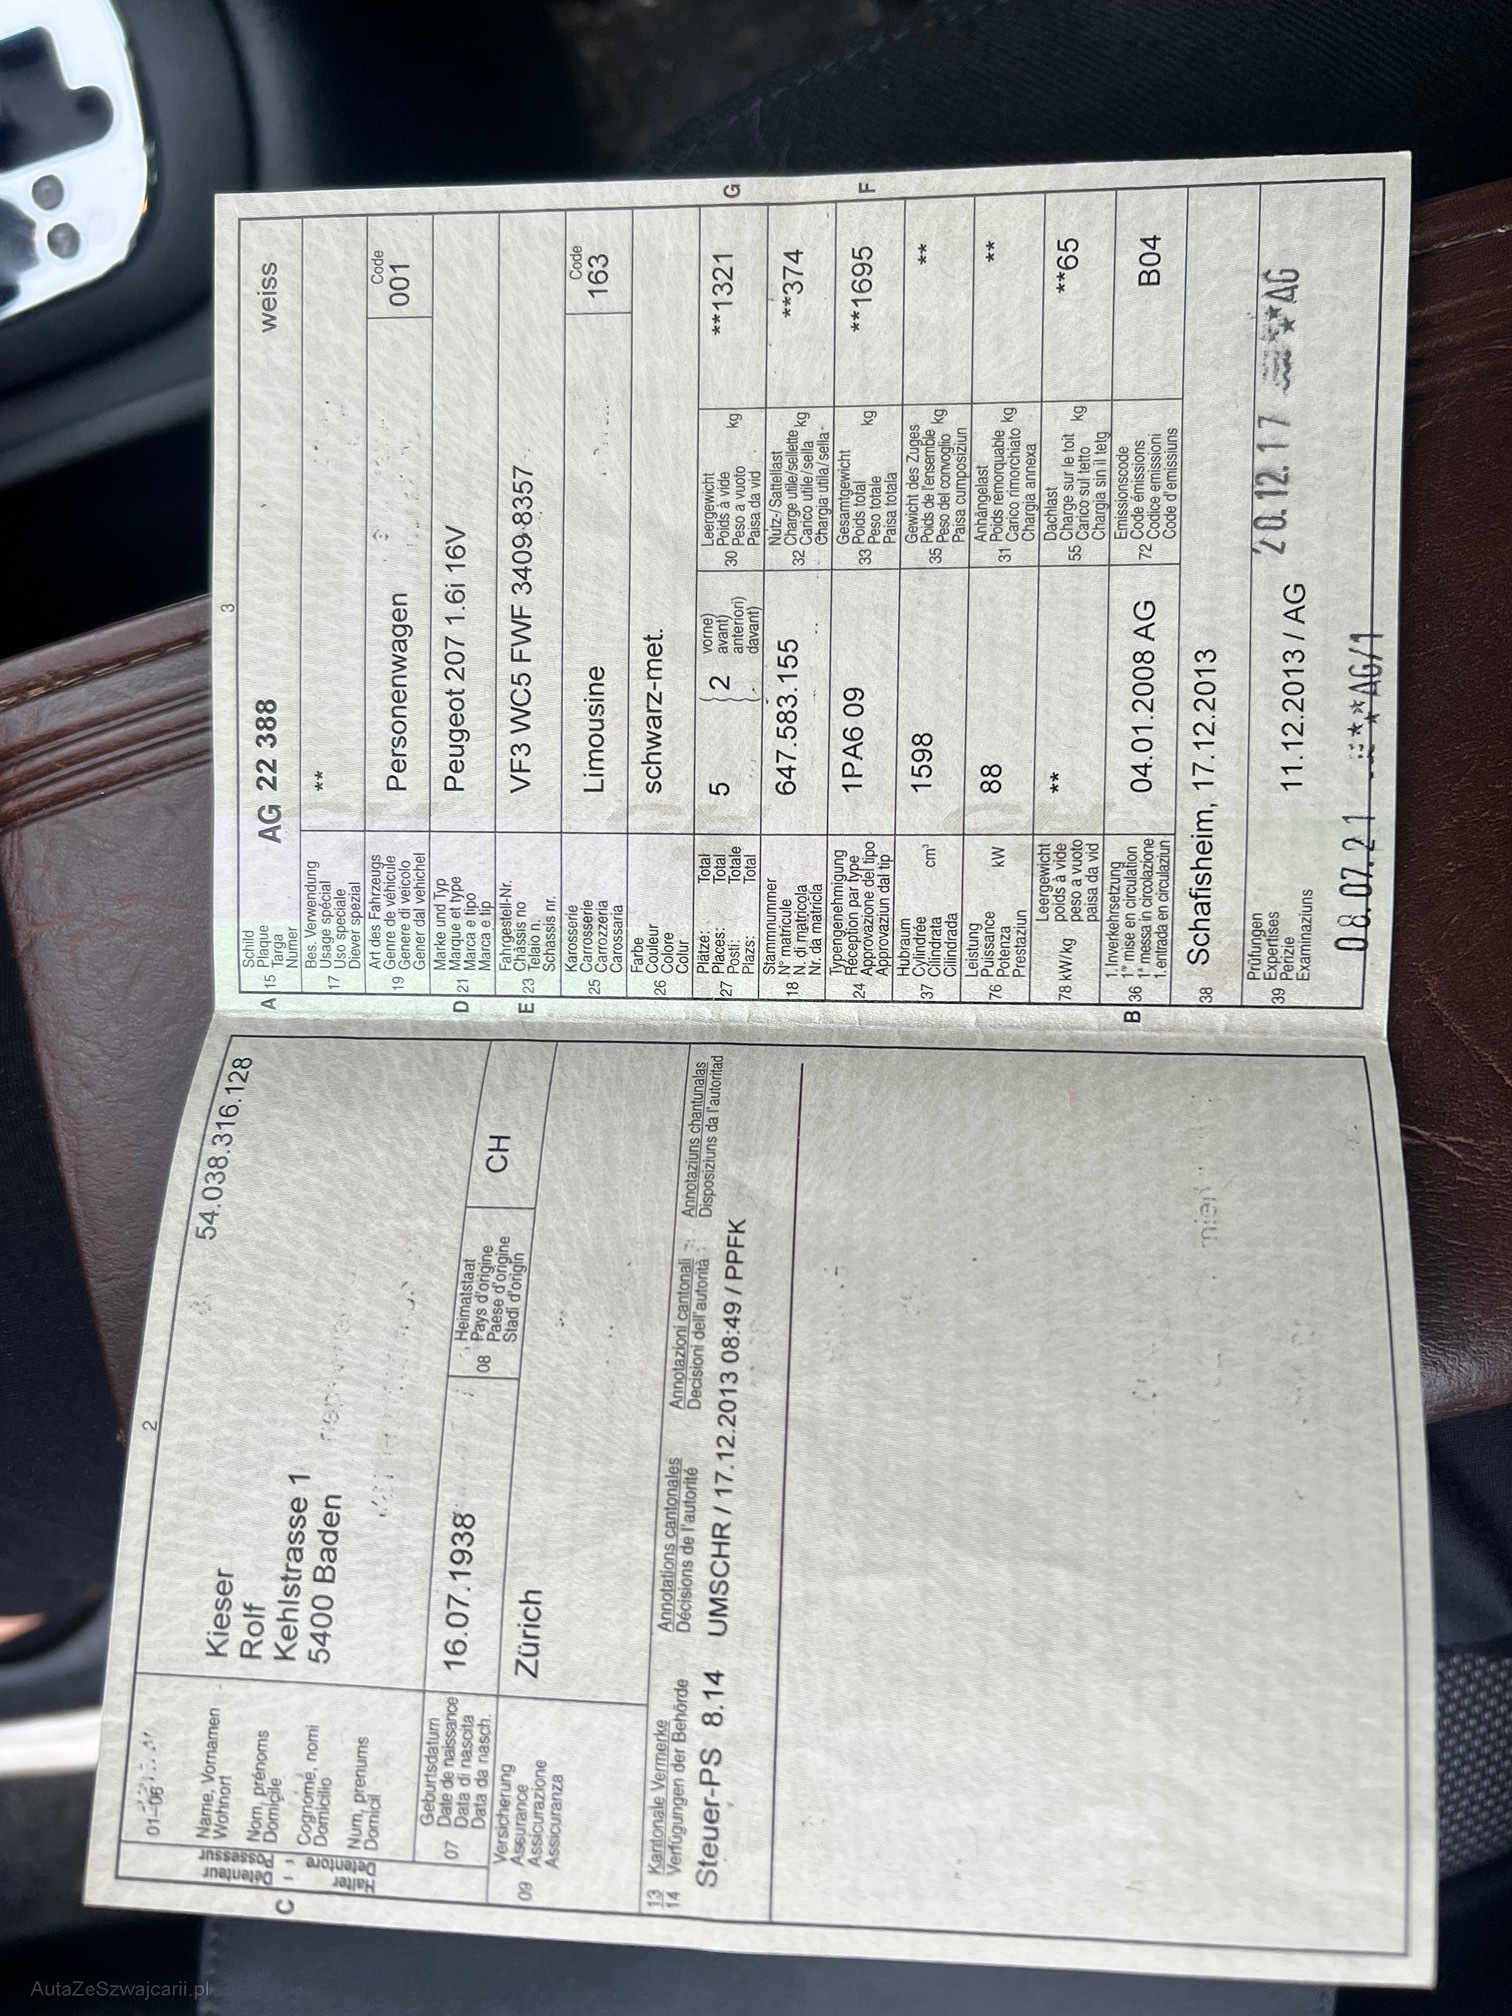 2
01-06
54.038.316.128
C
Halter
Détenteur
Detentore
Possessur
Name, Vornamen
Wohnort
Nom, prénoms
Domicile
Cognome, nomi
Domicilio
Num, prenums
Domicil
Kieser
Rolf
Kehlstrasse 1
5400 Baden
07
Geburtsdatum
Date de naissance
Data di nascita
Data da nasch.
16.07.1938
08
Heimatstaat
Pays d'origine
Paese d'origine
Stadi d'origin
CH
09
Versicherung
Assurance
Assicurazione
Assicuranza
Zürich
13 Kantonale Vermerke Annotations cantonales Annotazioni cantonali Annotaziuns chantunalas
14 Verfügungen der Behörde Décisions de l'autorité Decisioni dell'autorità Disposiziuns da l'autoritad
Steuer-PS 8.14 UMSCHR / 17.12.2013 08:49 / PPFK
3
A 15
Schild
Plaque
Targa
Numer
AG 22 388 weiss
17
Bes. Verwendung
Usage spécial
Uso speciale
Diever spezial
**
19
Art des Fahrzeugs
Genre de véhicule
Genere di veicolo
Gener dal vehichel
Personenwagen
Code
001
D 21
Marke und Typ
Marque et type
Marca e tipo
Marca e tip
Peugeot 207 1.6i 16V
E 23
Fahrgestell-Nr.
Châssis no
Telaio n.
Schassis nr.
VF3 WC5 FWF 3409 8357
25
Karosserie
Carrosserie
Carrozzeria
Carossaria
Limousine
Code
163
26
Farbe
Couleur
Colore
Colur
schwarz-met.
27
Plätze: Total
Places: Total
Posti: Totale
Plazs: Total
5
2
vorne)
avant)
anteriori)
davant)
30
Leergewicht
Poids à vide
Peso a vuoto
Paisa da vid
kg
**1321
G
18
Stammnummer
N° matricule
N. di matricola
Nr. da matricla
647.583.155
32
Nutz-/Sattellast
Charge utile/sellette
Carico utile/sella
Chargia utila/sella
kg
**374
24
Typengenehmigung
Réception par type
Approvazione del tipo
Approvaziun dal tip
1PA6 09
33
Gesamtgewicht
Poids total
Peso totale
Paisa totala
kg
**1695
F
37
Hubraum
Cylindrée
Cilindrata
Cilindrada
cm³
1598
35
Gewicht des Zuges
Poids de l'ensemble
Peso del convoglio
Paisa cumposiziun
kg
**
76
Leistung
Puissance
Potenza
Prestaziun
kW
88
31
Anhängelast
Poids remorquable
Carico rimorchiato
Chargia annexa
kg
**
78 kW/kg
Leergewicht
poids à vide
peso a vuoto
paisa da vid
**
55
Dachlast
Charge sur le toit
Carico sul tetto
Chargia sin il tetg
kg
**65
B 36
1. Inverkehrsetzung
1re mise en circulation
1a messa in circolazione
1. entrada en circulaziun
04.01.2008 AG
72
Emissionscode
Code émissions
Codice emissioni
Code d'emissiuns
B04
38 Schafisheim, 17.12.2013
39
Prüfungen
Expertises
Perizie
Examinaziuns
11.12.2013 / AG
20.12.17 **AG
08.07.21 **AG/1
AutaZeSzwajcarii.pl